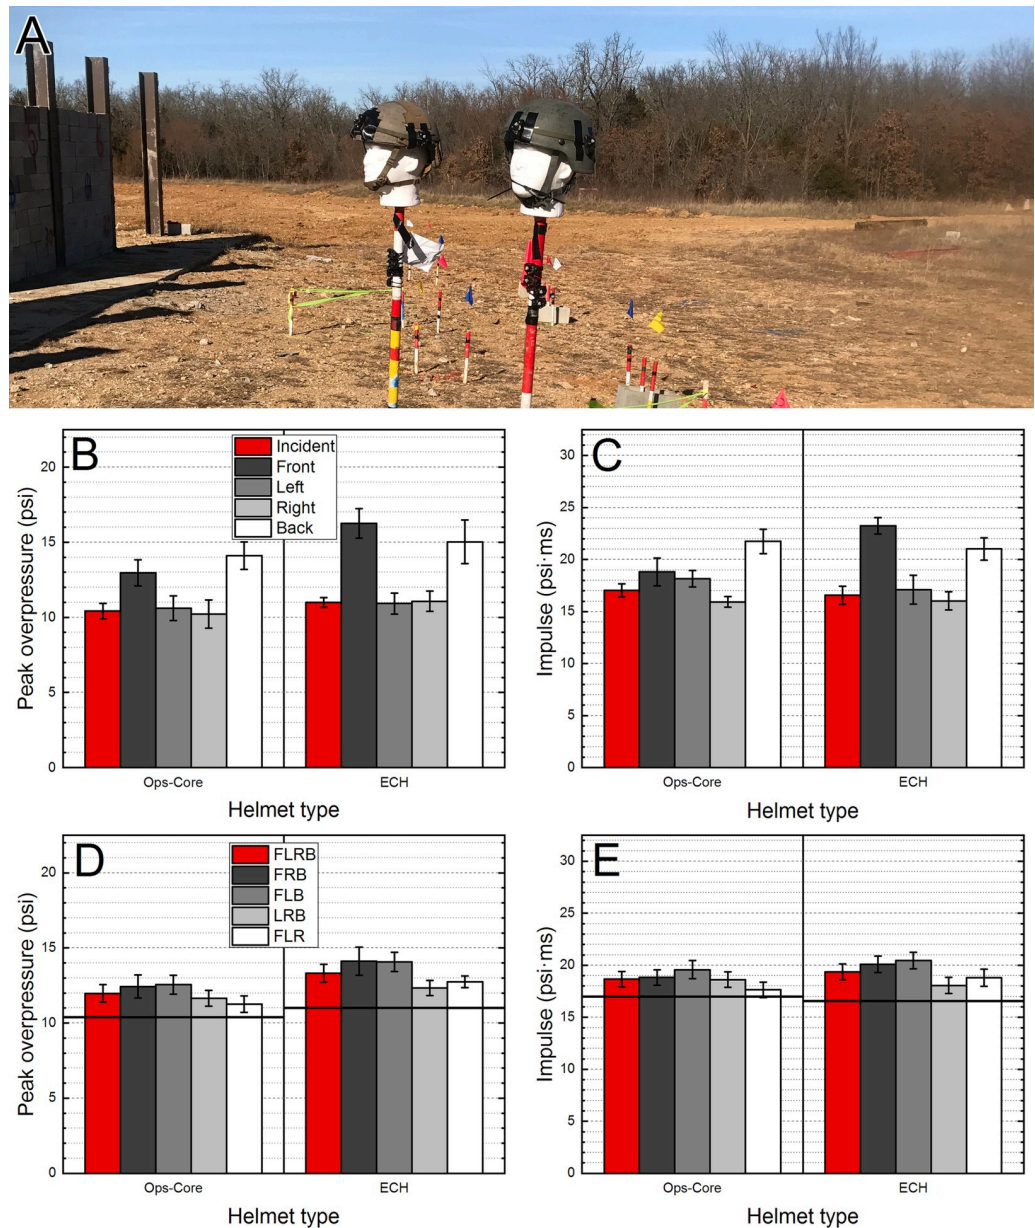 A
B
Incident
Front
Left
Right
Back
20
15
10
5
0
Peak overpressure (psi)
Ops-Core
ECH
Helmet type
C
30
25
20
15
10
5
0
Impulse (psi·ms)
Ops-Core
ECH
Helmet type
D
FLRB
FRB
FLB
LRB
FLR
20
15
10
5
0
Peak overpressure (psi)
Ops-Core
ECH
Helmet type
E
30
25
20
15
10
5
0
Impulse (psi·ms)
Ops-Core
ECH
Helmet type